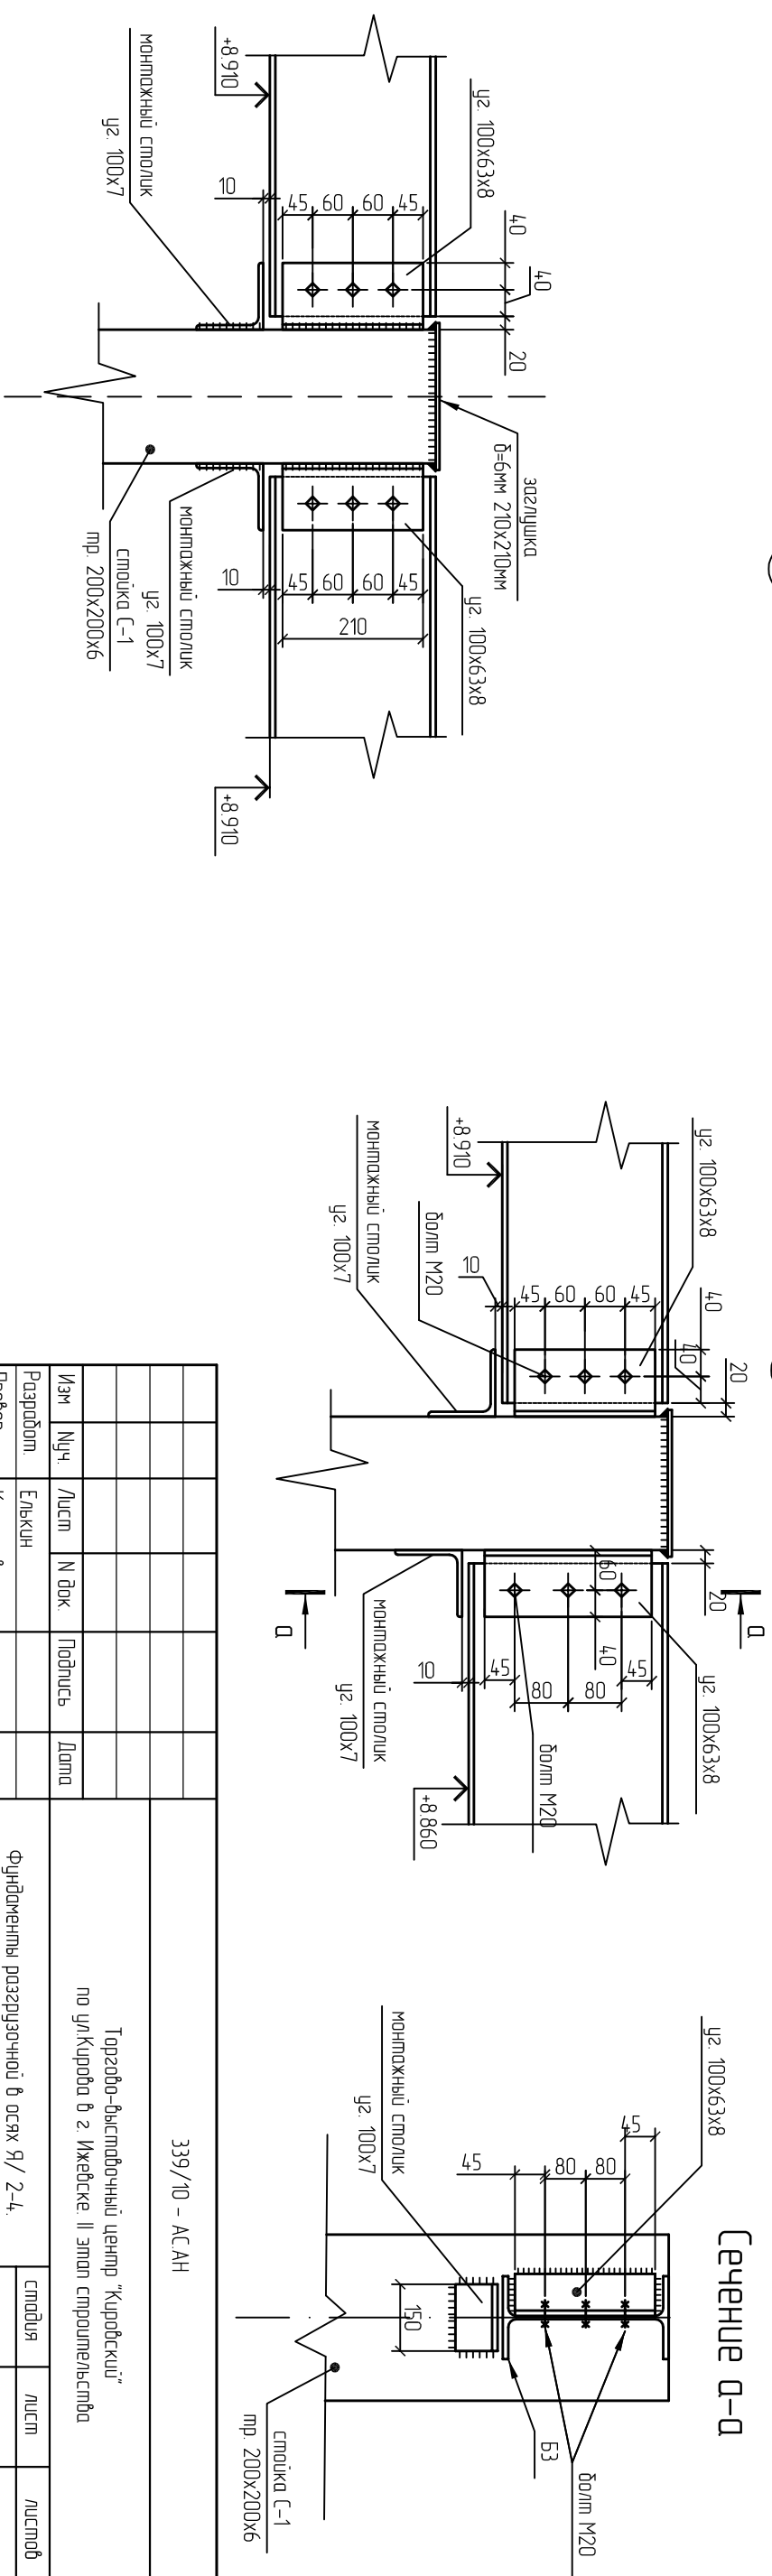 +8.910
монтажный столик
уг. 100х7
уг. 100х63х8
10
45
60
60
45
40
40
20
заглушка
δ=6мм 210х210мм
уг. 100х63х8
монтажный столик
уг. 100х7
стойка С-1
тр. 200х200х6
10
45
60
60
45
210
+8.910
+8.910
уг. 100х63х8
монтажный столик
уг. 100х7
болт М20
10
45
60
60
45
40
40
20
20
60
40
45
80
80
45
10
а
а
уг. 100х63х8
монтажный столик
уг. 100х7
болт М20
+8.860
Сечение а-а
уг. 100х63х8
45
80
80
45
монтажный столик
уг. 100х7
150
Б3
болт М20
стойка С-1
тр. 200х200х6
339/10 - АС.АН
Торгово-выставочный центр "Кировский"
по ул.Кирова в г. Ижевске. II этап строительства
Изм Nуч. Лист N док. Подпись Дата
Разработ. Елькин
Фундаменты разгрузочной в осях Я/ 2-4.
стадия лист листов